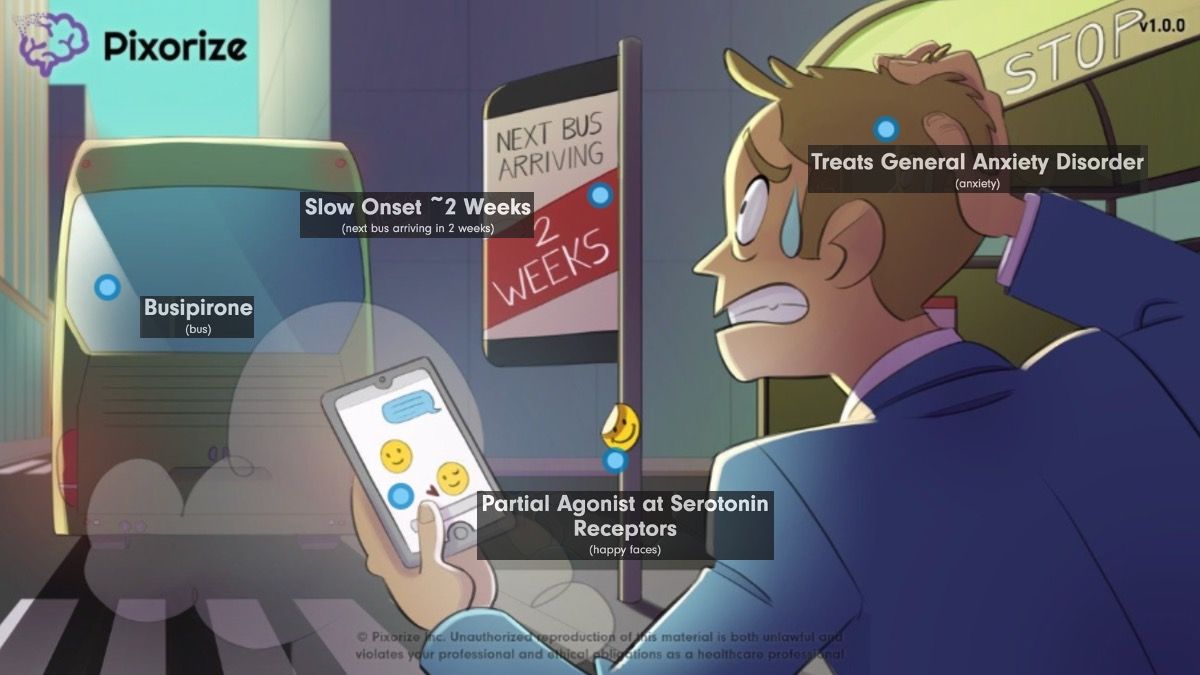 Pixorize
v1.0.0
STOP
NEXT BUS
ARRIVING
2
WEEKS
Treats General Anxiety Disorder
(anxiety)
Slow Onset ~2 Weeks
(next bus arriving in 2 weeks)
Busipirone
(bus)
Partial Agonist at Serotonin
Receptors
(happy faces)
© Pixorize Inc. Unauthorized reproduction of this material is both unlawful and
violates your professional and ethical obligations as a healthcare professional